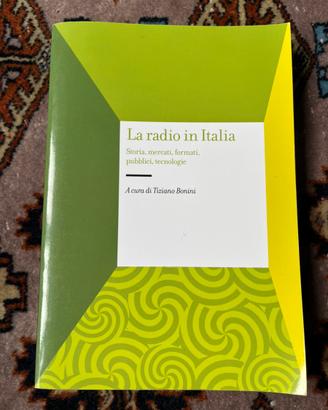 La radio in Italia
Storia, mercati, formati,
pubblici, tecnologie
A cura di Tiziano Bonini